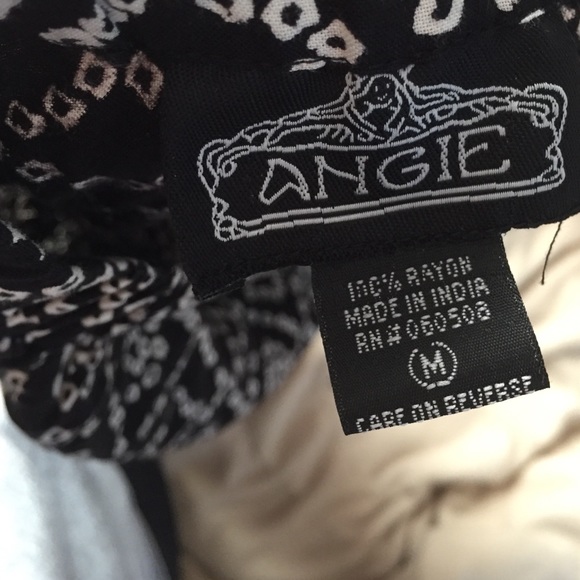 ANGIE
100% RAYON
MADE IN INDIA
RN# 060508
M
CARE ON REVERSE